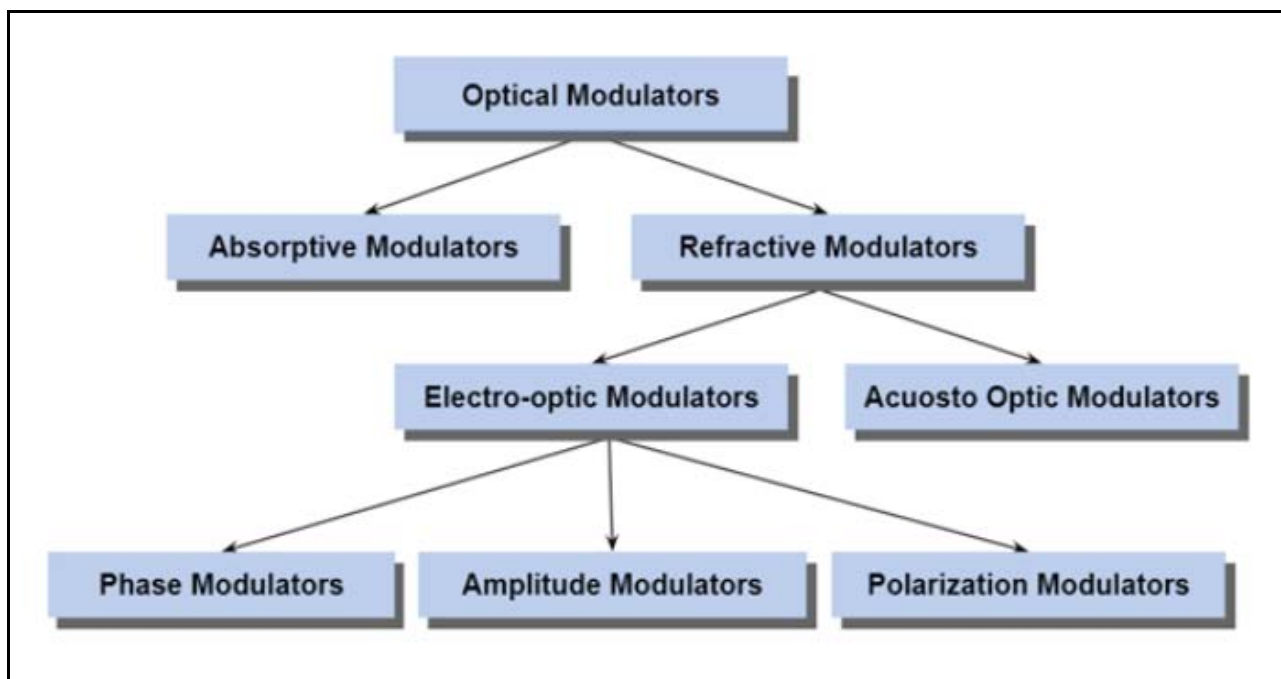 Optical Modulators
Absorptive Modulators
Refractive Modulators
Electro-optic Modulators
Acuosto Optic Modulators
Phase Modulators
Amplitude Modulators
Polarization Modulators